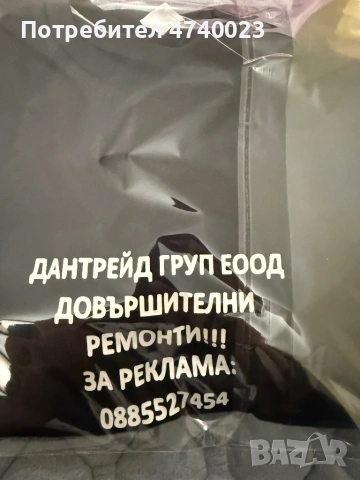 Потребител 4740023
ДАНТРЕЙД ГРУП ЕООД
ДОВЪРШИТЕЛНИ
РЕМОНТИ!!!
ЗА РЕКЛАМА:
0885527454
BAZAR